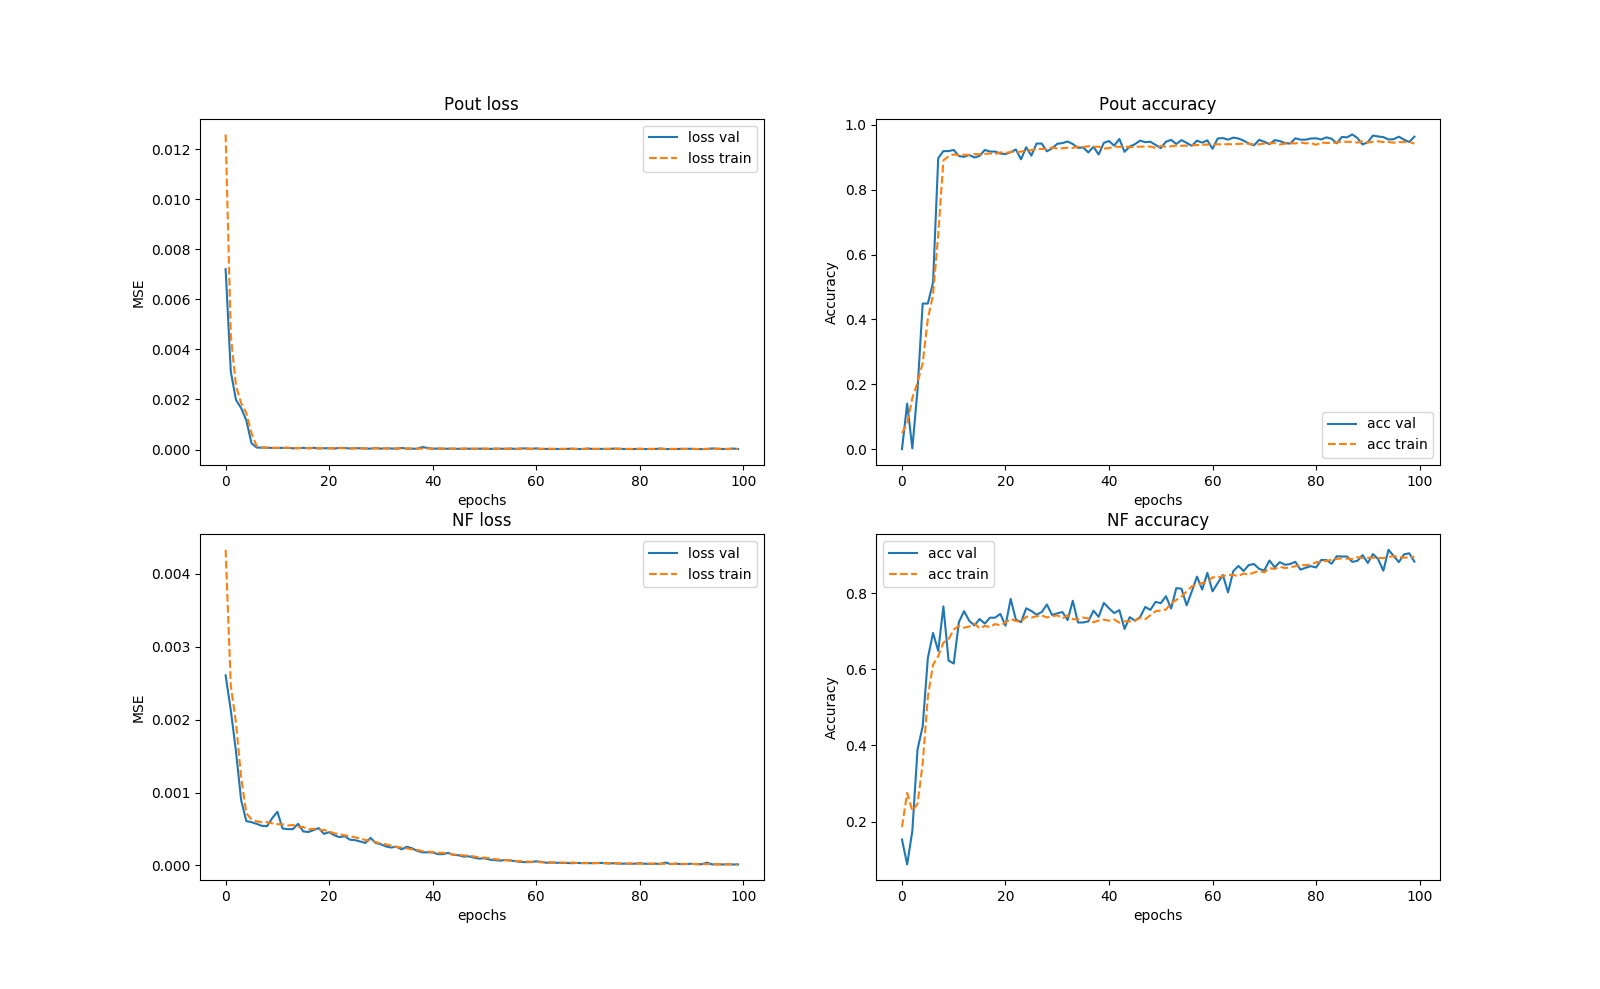 Pout loss
MSE
0.012
0.010
0.008
0.006
0.004
0.002
0.000
0 20 40 60 80 100
epochs
loss val
loss train
Pout accuracy
Accuracy
1.0
0.8
0.6
0.4
0.2
0.0
0 20 40 60 80 100
epochs
acc val
acc train
NF loss
MSE
0.004
0.003
0.002
0.001
0.000
0 20 40 60 80 100
epochs
loss val
loss train
NF accuracy
Accuracy
0.8
0.6
0.4
0.2
0 20 40 60 80 100
epochs
acc val
acc train